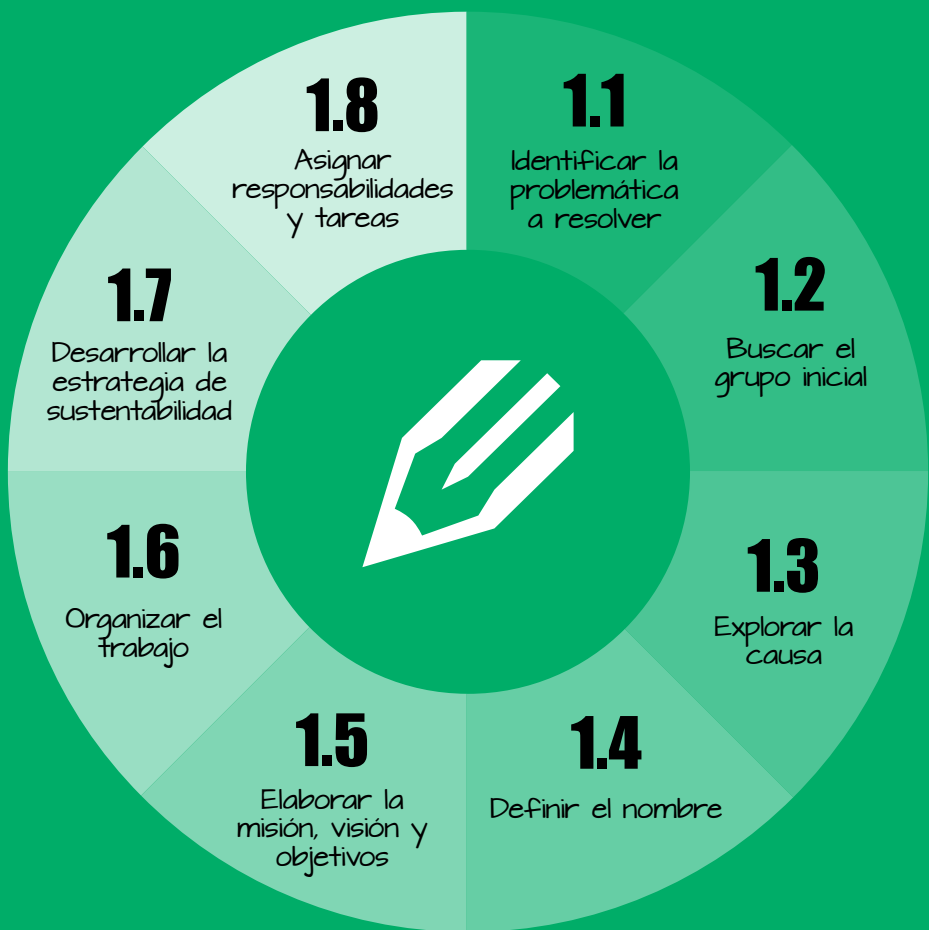 1.1
Identificar la
problemática
a resolver
1.2
Buscar el
grupo inicial
1.3
Explorar la
causa
1.4
Definir el nombre
1.5
Elaborar la
misión, visión y
objetivos
1.6
Organizar el
trabajo
1.7
Desarrollar la
estrategia de
sustentabilidad
1.8
Asignar
responsabilidades
y tareas